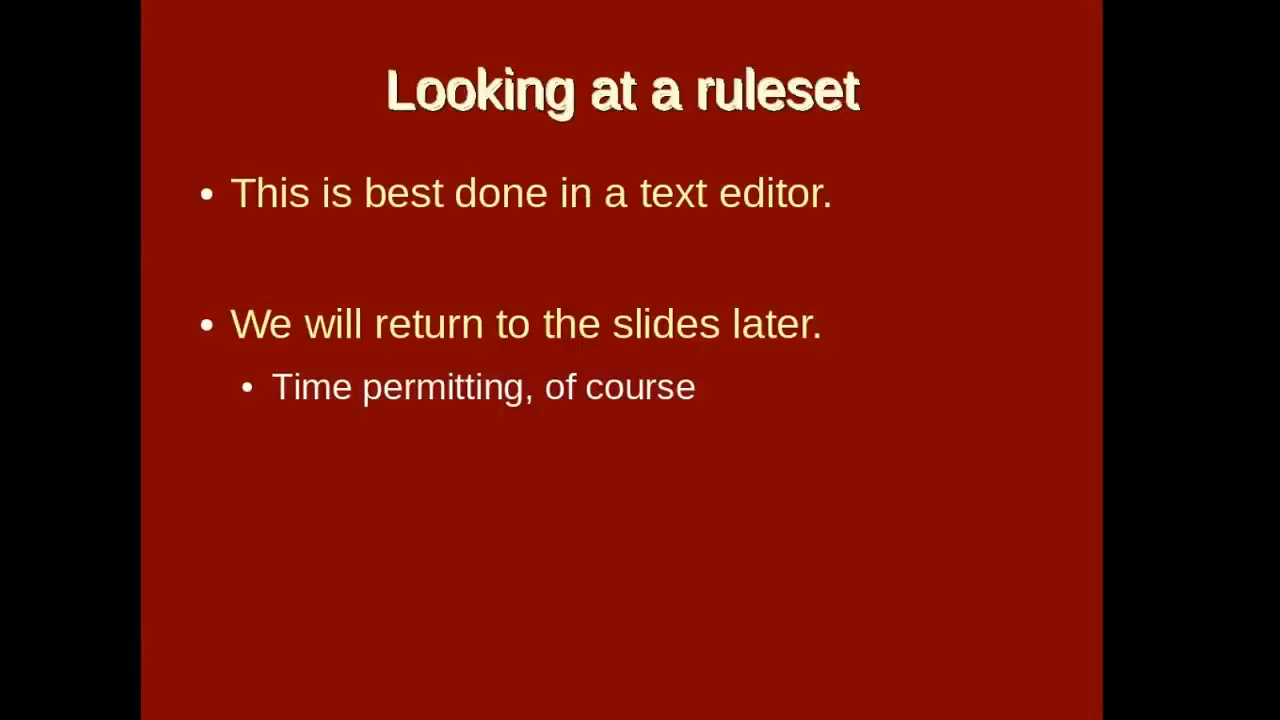 Looking at a ruleset
• This is best done in a text editor.
• We will return to the slides later.
• Time permitting, of course